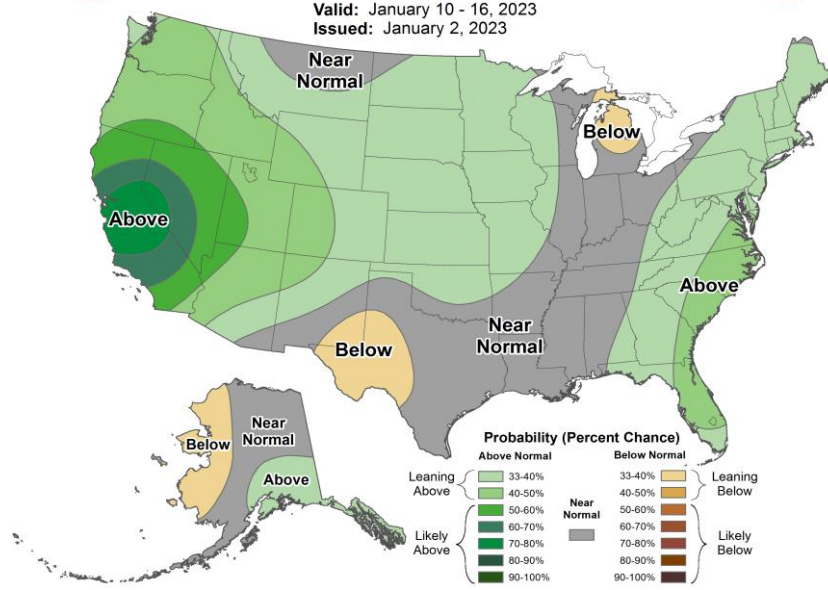 Valid: January 10 - 16, 2023
Issued: January 2, 2023
Near
Normal
Below
Above
Above
Near
Normal
Below
Below
Near
Normal
Above
Probability (Percent Chance)
Above Normal
Below Normal
Leaning
Above
33-40%
40-50%
Likely
Above
50-60%
60-70%
70-80%
80-90%
90-100%
Near
Normal
33-40%
40-50%
Leaning
Below
50-60%
60-70%
70-80%
80-90%
90-100%
Likely
Below